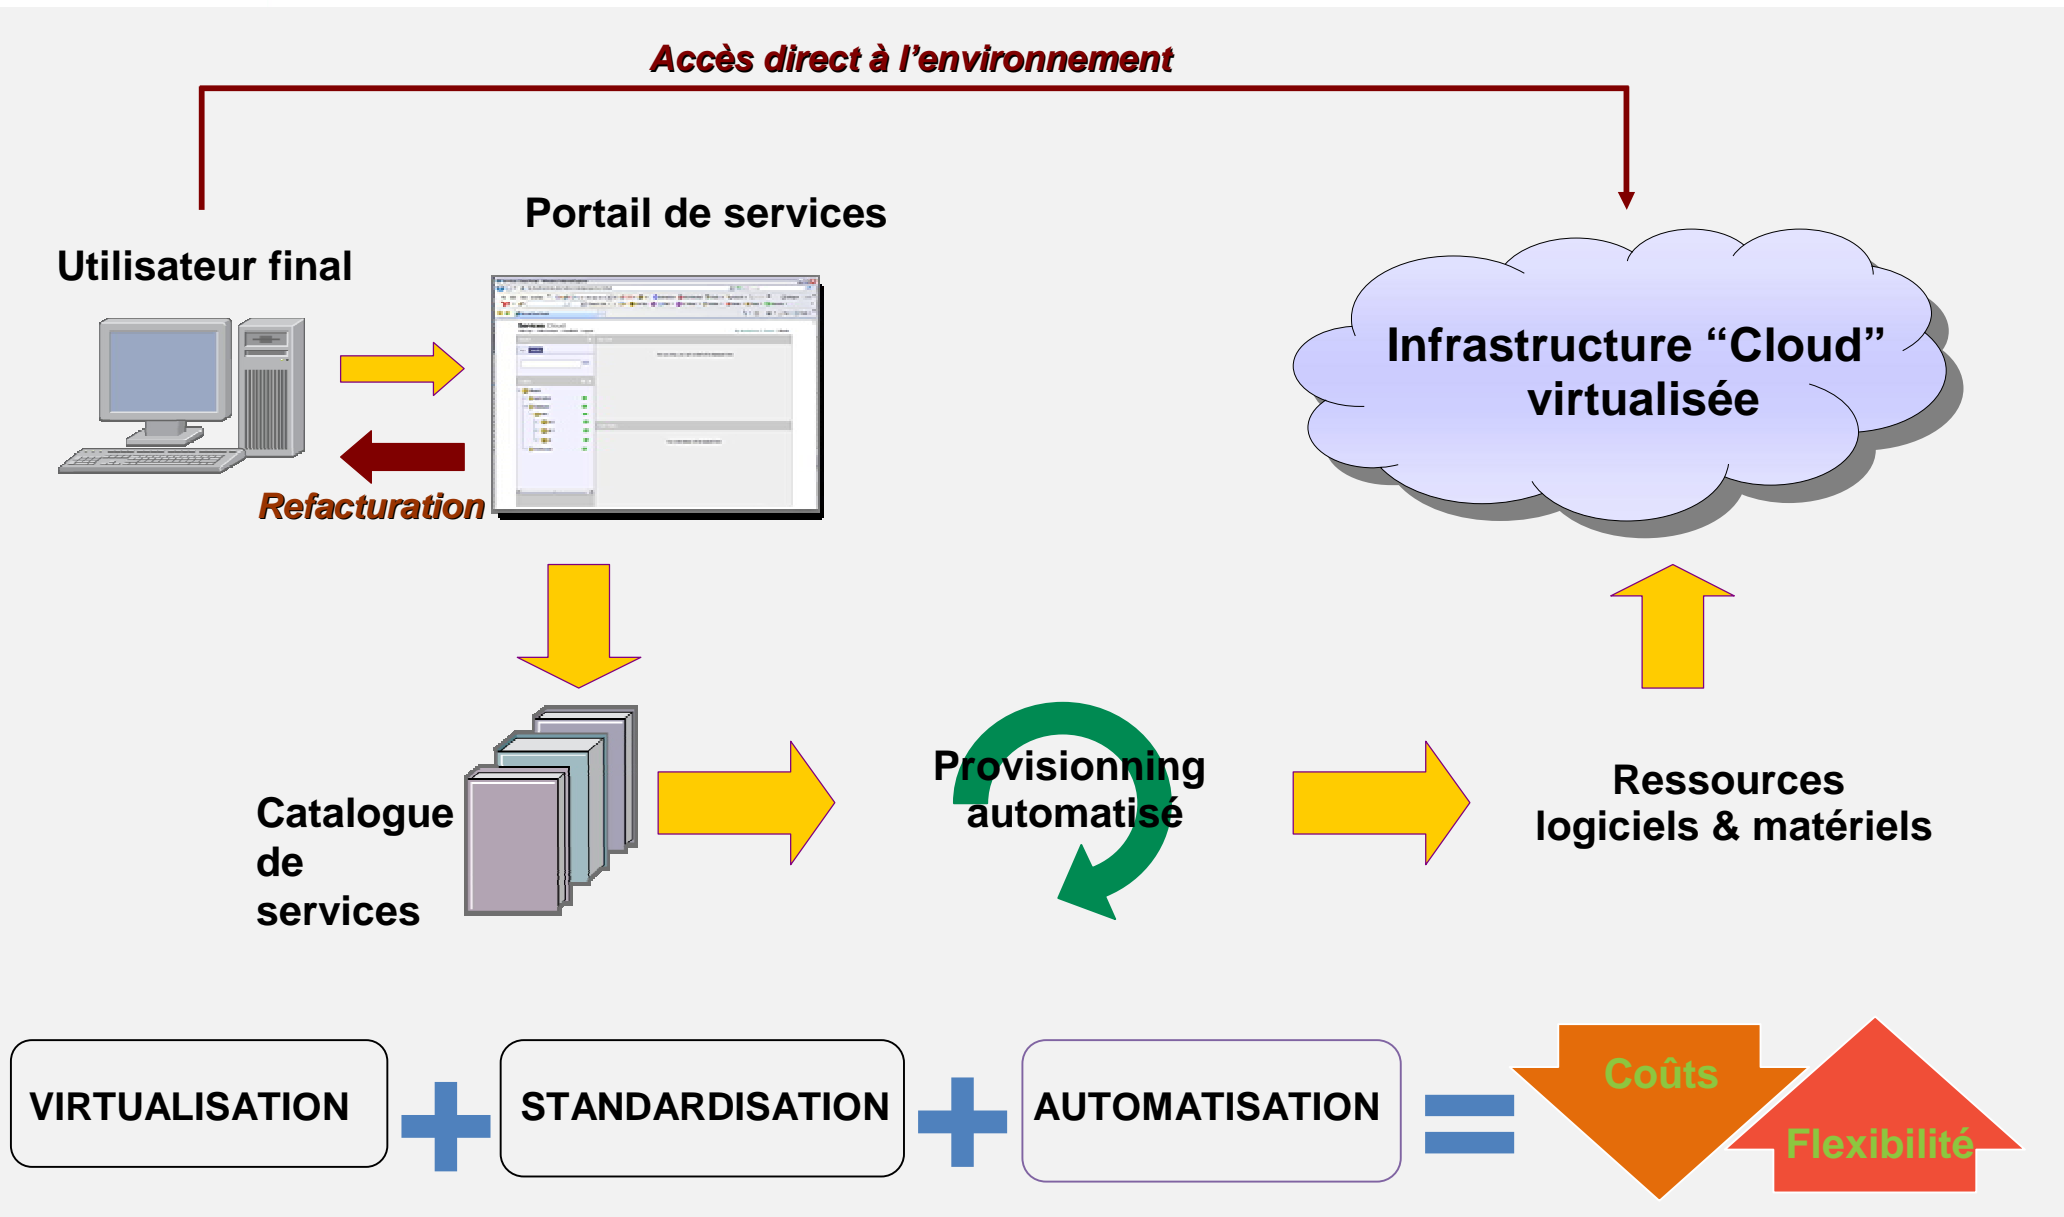 Accès direct à l’environnement
Portail de services
Utilisateur final
Infrastructure “Cloud”
virtualisée
Refacturation
Provisionning
automatisé
Ressources
logiciels & matériels
Catalogue
de
services
VIRTUALISATION
STANDARDISATION
AUTOMATISATION
Coûts
Flexibilité